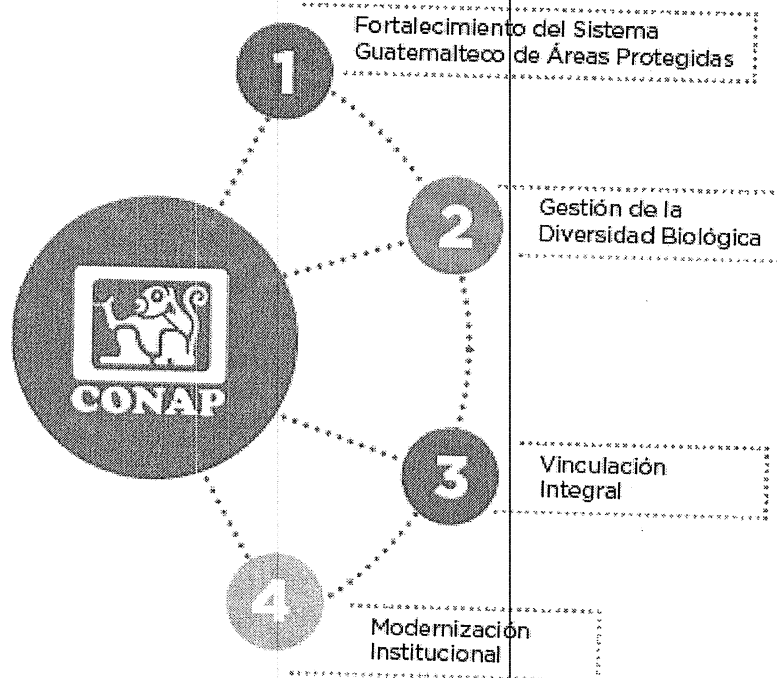 1
Fortalecimiento del Sistema
Guatemalteco de Áreas Protegidas
2
Gestión de la
Diversidad Biológica
CONAP
3
Vinculación
Integral
4
Modernización
Institucional